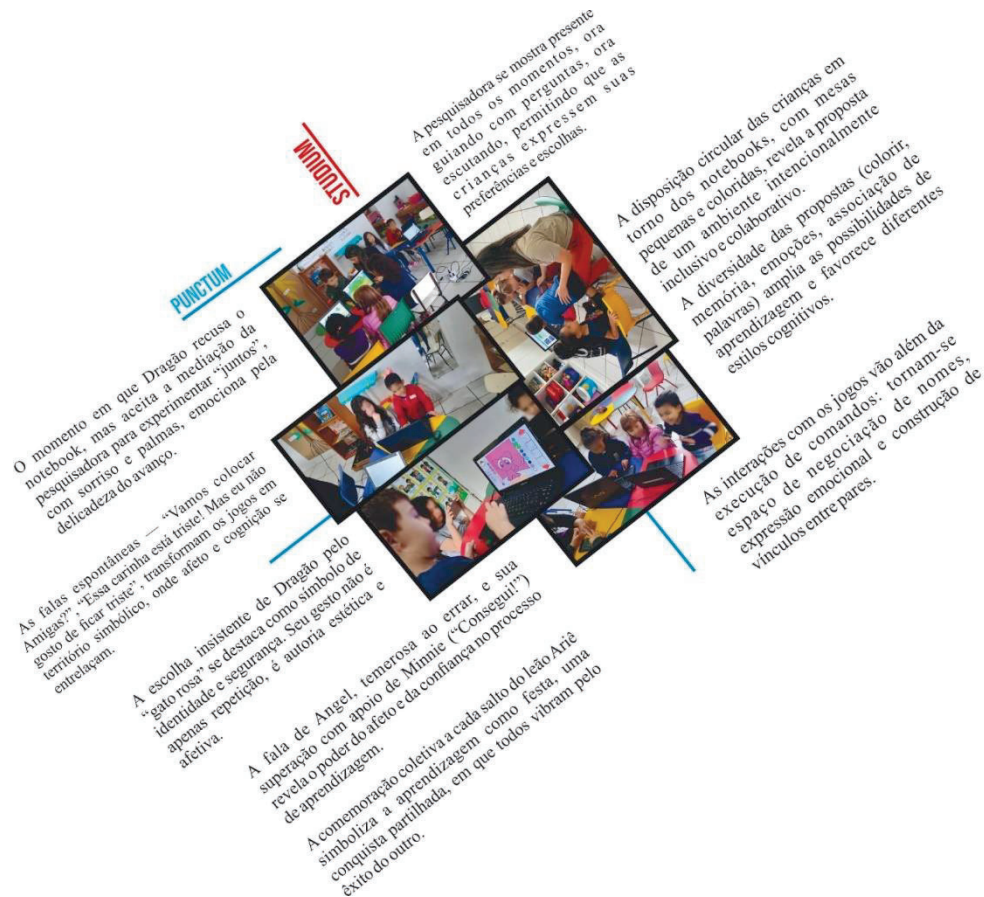 STUDIUM
A pesquisadora se mostra presente
em todos os momentos, ora
guiando com perguntas, ora
escutando, permitindo que as
crianças expressem suas
preferências e escolhas.
A disposição circular das crianças em
torno dos notebooks, com mesas
pequenas e coloridas, revela a proposta
de um ambiente intencionalmente
inclusivo e colaborativo.
A diversidade das propostas (colorir,
memória, emoções, associação de
palavras) amplia as possibilidades de
aprendizagem e favorece diferentes
estilos cognitivos.
As interações com os jogos vão além da
execução de comandos: tornam-se
espaço de negociação de nomes,
expressão emocional e construção de
vínculos entre pares.
PUNCTUM
O momento em que Dragão recusa o
notebook, mas aceita a mediação da
pesquisadora para experimentar “juntos”,
com sorriso e palmas, emociona pela
delicadeza do avanço.
As falas espontâneas — “Vamos colocar
Amigas?”, “Essa carinha está triste! Mas eu não
gosto de ficar triste”, transformam os jogos em
território simbólico, onde afeto e cognição se
entrelaçam.
A escolha insistente de Dragão pelo
“gato rosa” se destaca como símbolo de
identidade e segurança. Seu gesto não é
apenas repetição, é autoria estética e
afetiva.
A fala de Angel, temerosa ao errar, e sua
superação com apoio de Minnie (“Consegui!”)
revela o poder do afeto e da confiança no processo
de aprendizagem.
A comemoração coletiva a cada salto do leão Ariê
simboliza a aprendizagem como festa, uma
conquista partilhada, em que todos vibram pelo
êxito do outro.